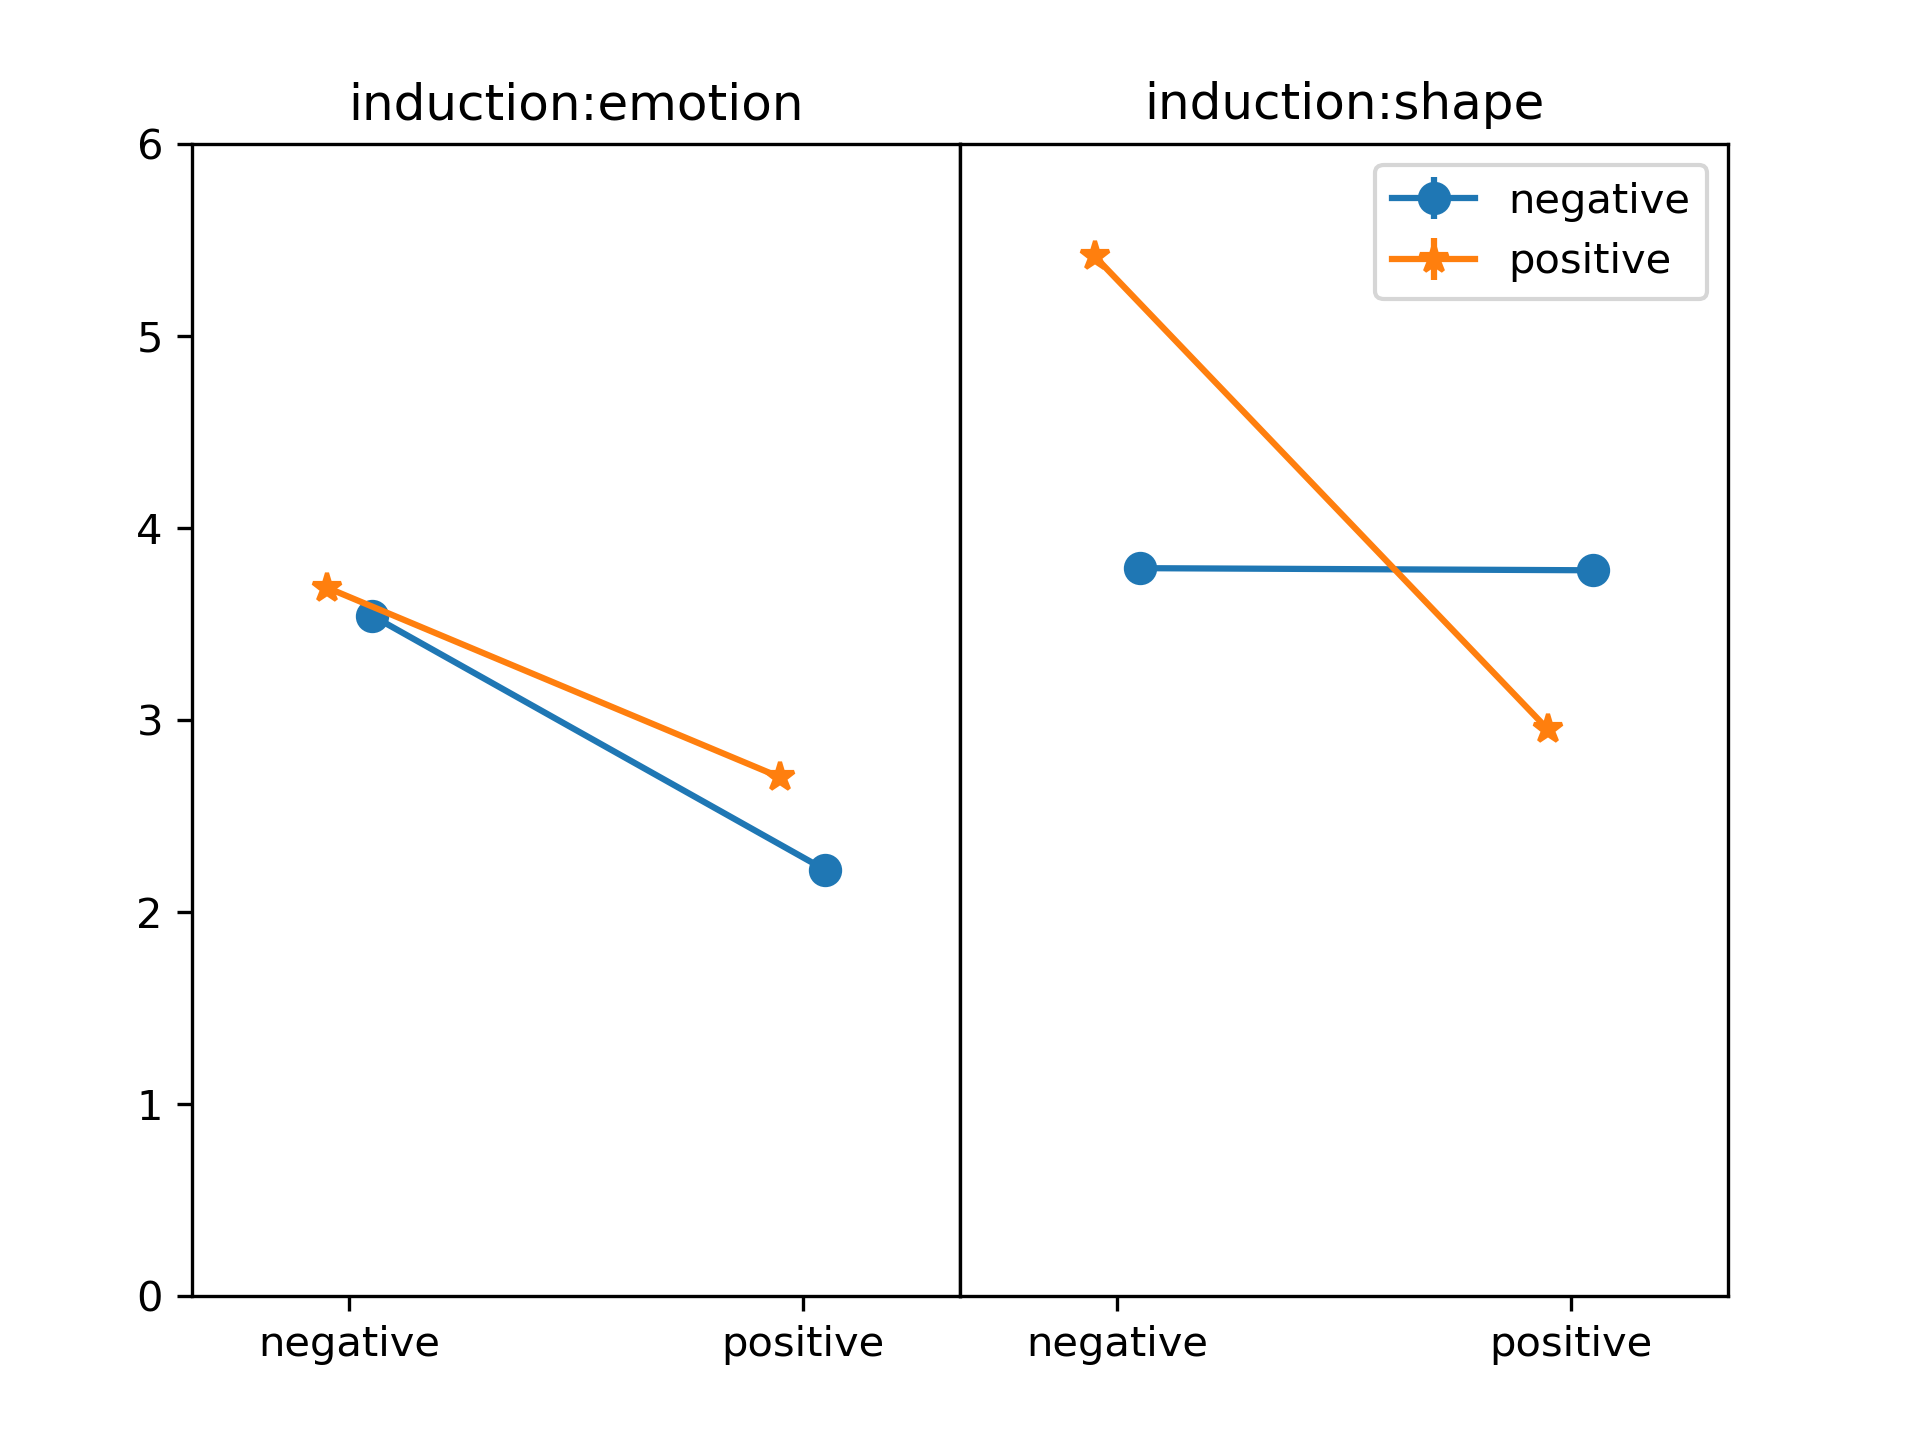 induction:emotion
induction:shape
6
5
4
3
2
1
0
negative
positive
negative
positive
negative
positive